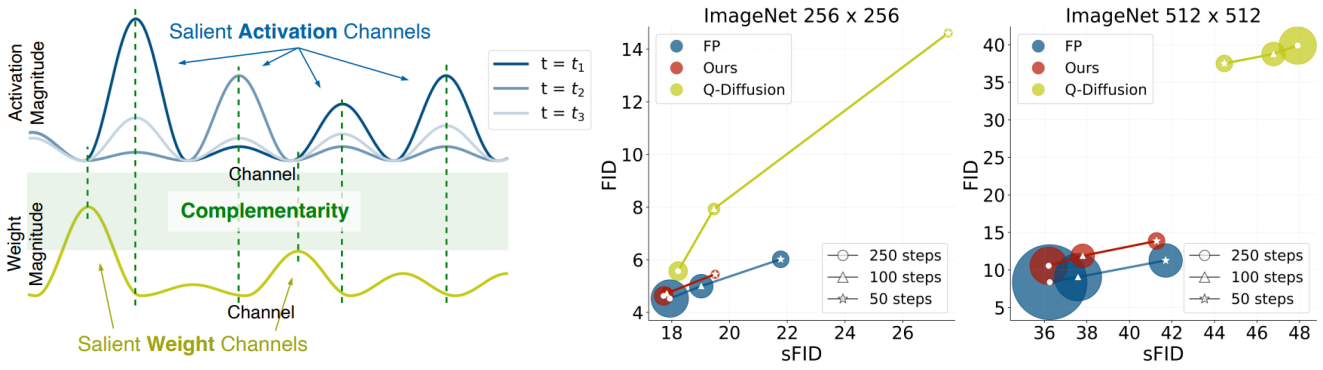 Activation
Magnitude
Salient Activation Channels
t = t1
t = t2
t = t3
Channel
Complementarity
Weight
Magnitude
Channel
Salient Weight Channels
ImageNet 256 x 256
FP
Ours
Q-Diffusion
250 steps
100 steps
50 steps
14
12
10
8
6
4
FID
18
20
22
24
26
sFID
ImageNet 512 x 512
FP
Ours
Q-Diffusion
250 steps
100 steps
50 steps
40
35
30
25
20
15
10
5
FID
36
38
40
42
44
46
48
sFID